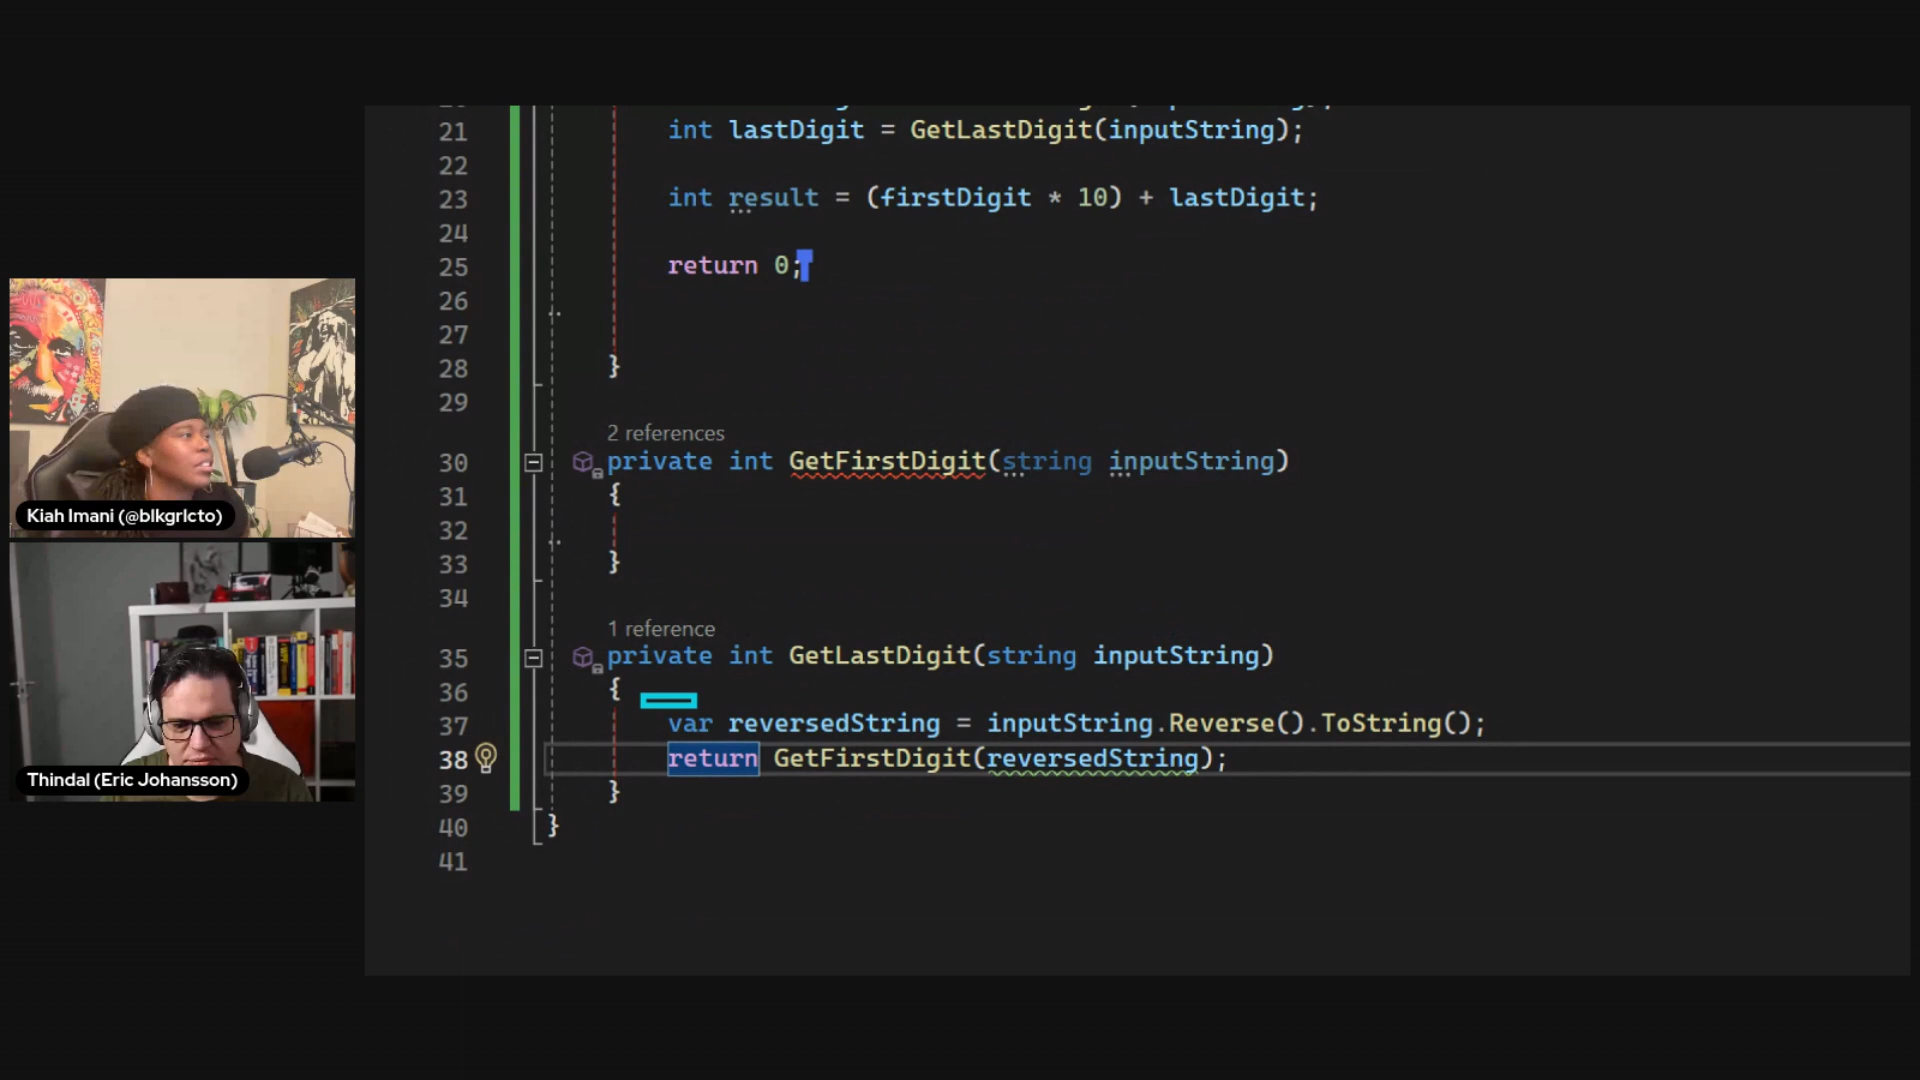 21 int lastDigit = GetLastDigit(inputString);
22
23 int result = (firstDigit * 10) + lastDigit;
24
25 return 0;
26
27
28 }
29
2 references
30 private int GetFirstDigit(string inputString)
31 {
32
33 }
34
1 reference
35 private int GetLastDigit(string inputString)
36 {
37 var reversedString = inputString.Reverse().ToString();
38 return GetFirstDigit(reversedString);
39 }
40 }
41
Kiah Imani (@blkgrlcto)
Thindal (Eric Johansson)